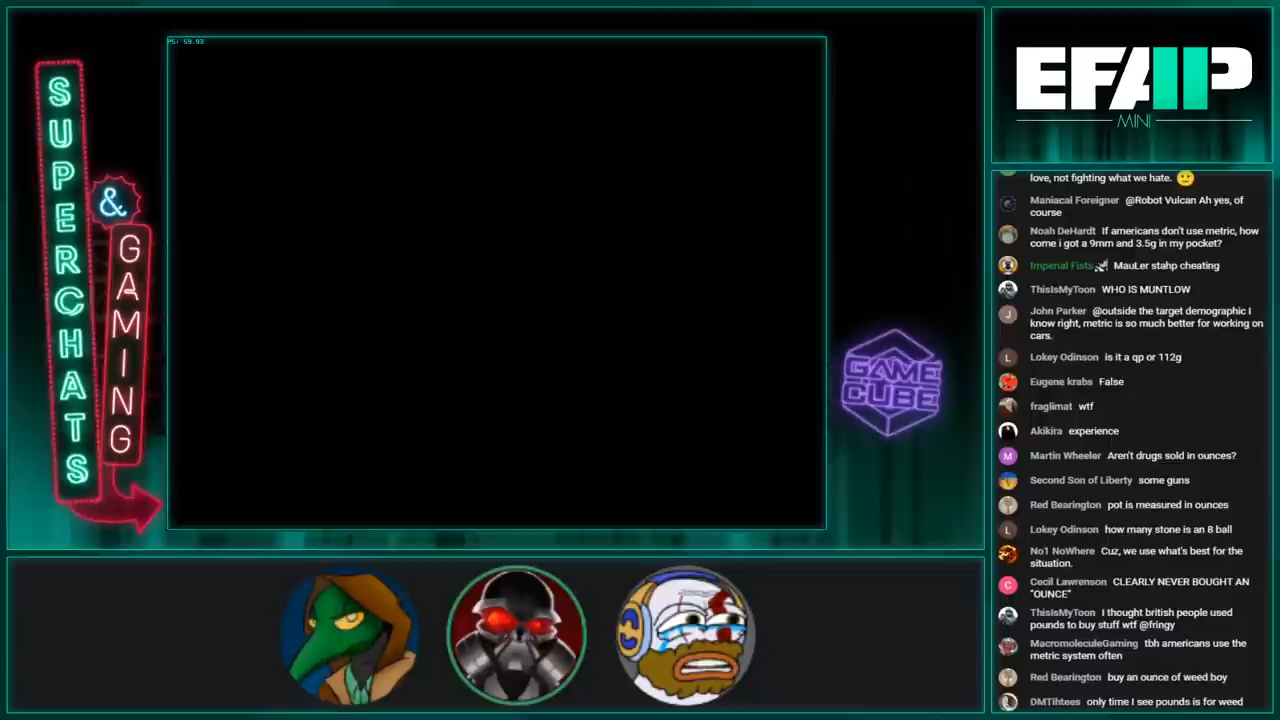 SUPERCHATS
&
GAMING
PS: 59.93
GAME
CUBE
EFAP
MINI
love, not fighting what we hate. 🙂
Maniacal Foreigner @Robot Vulcan Ah yes, of
course
Noah DeHardt If americans don't use metric, how
come i got a 9mm and 3.5g in my pocket?
Imperial Fists MauLer stahp cheating
ThisIsMyToon WHO IS MUNTLOW
John Parker @outside the target demographic I
know right, metric is so much better for working on
cars.
Lokey Odinson is it a qp or 112g
Eugene krabs False
fraglimat wtf
Akikira experience
Martin Wheeler Aren't drugs sold in ounces?
Second Son of Liberty some guns
Red Bearington pot is measured in ounces
Lokey Odinson how many stone is an 8 ball
No1 NoWhere Cuz, we use what's best for the
situation.
Cecil Lawrenson CLEARLY NEVER BOUGHT AN
"OUNCE"
ThisIsMyToon I thought british people used
pounds to buy stuff wtf @fringy
MacromoleculeGaming tbh americans use the
metric system often
Red Bearington buy an ounce of weed boy
DMTihtees only time I see pounds is for weed
J
L
M
L
C